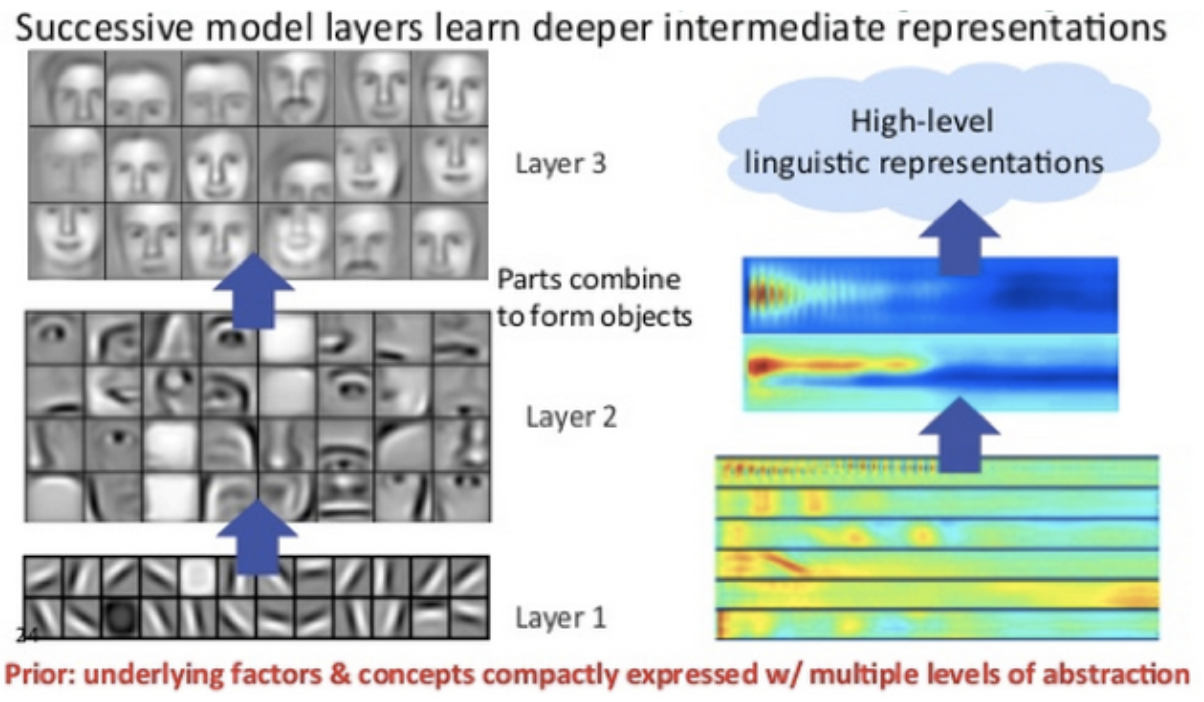 Successive model layers learn deeper intermediate representations
High-level
linguistic representations
Layer 3
Parts combine
to form objects
Layer 2
Layer 1
24
Prior: underlying factors & concepts compactly expressed w/ multiple levels of abstraction